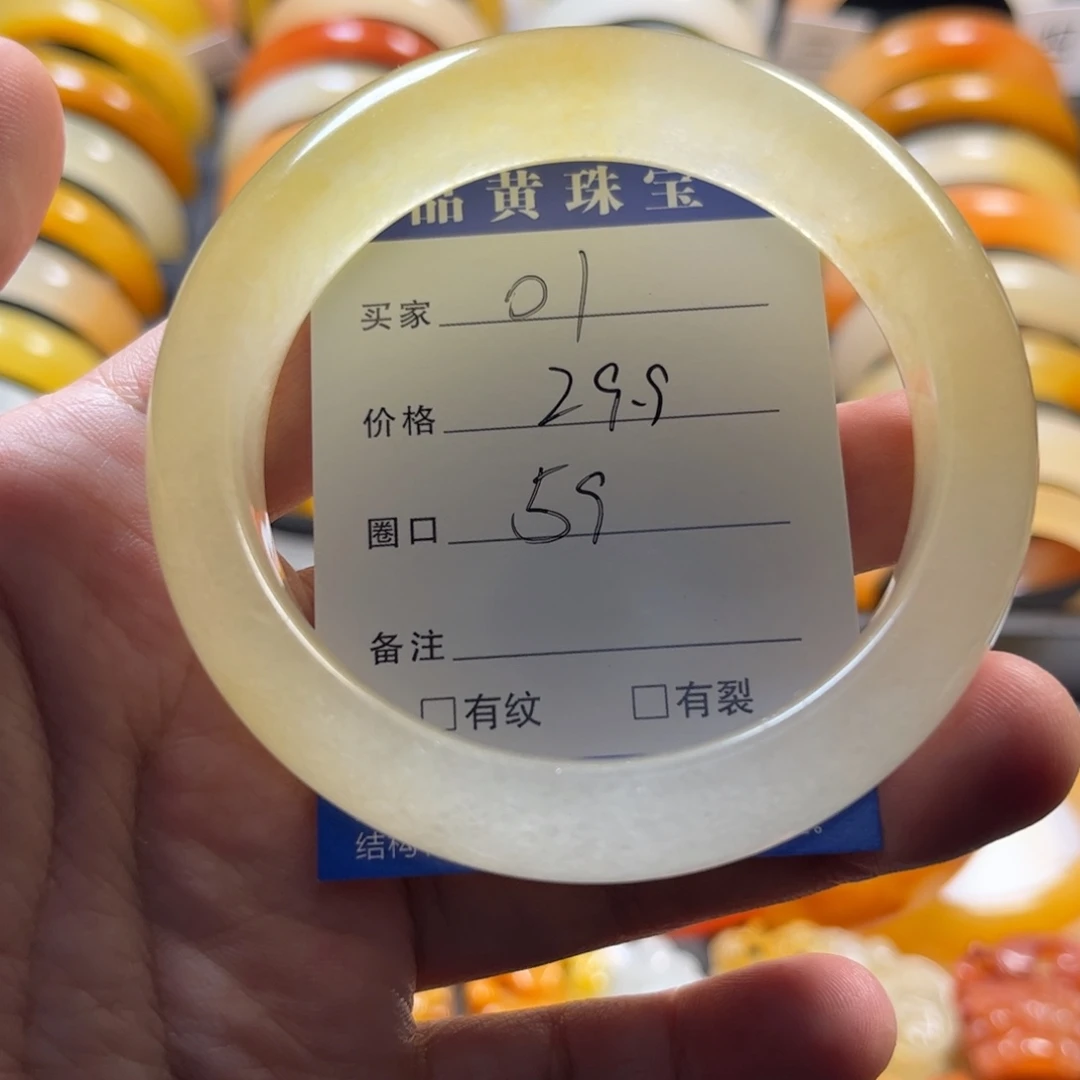 品黄珠宝
买家 01
价格 29.9
圈口 59
备注
□有纹 □有裂
结构